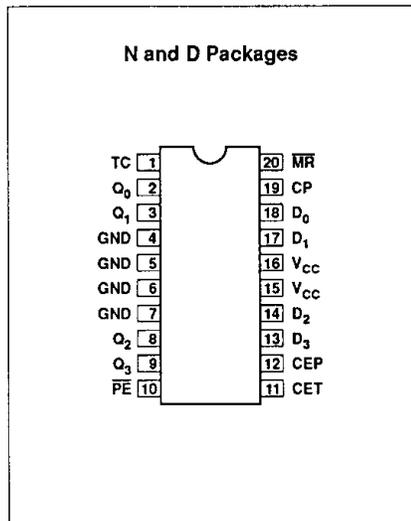 N and D Packages
TC 1 20 MR
Q0 2 19 CP
Q1 3 18 D0
GND 4 17 D1
GND 5 16 VCC
GND 6 15 VCC
GND 7 14 D2
Q2 8 13 D3
Q3 9 12 CEP
PE 10 11 CET